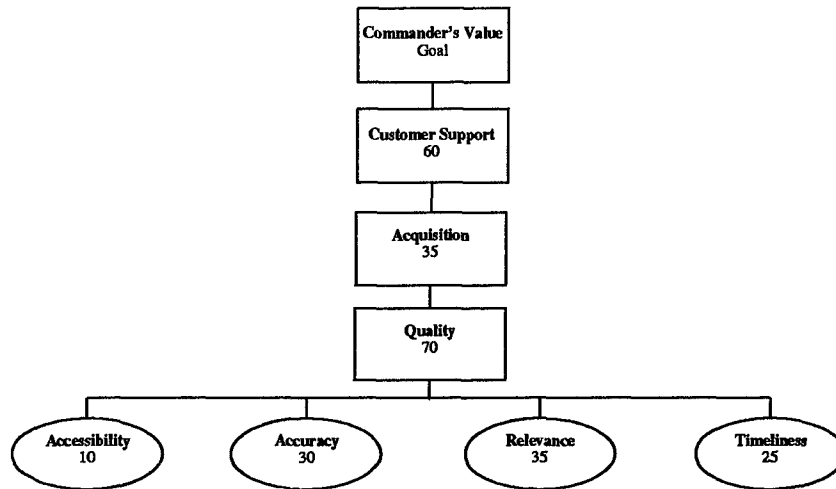 Commander's Value
Goal
Customer Support
60
Acquisition
35
Quality
70
Accessibility
10
Accuracy
30
Relevance
35
Timeliness
25